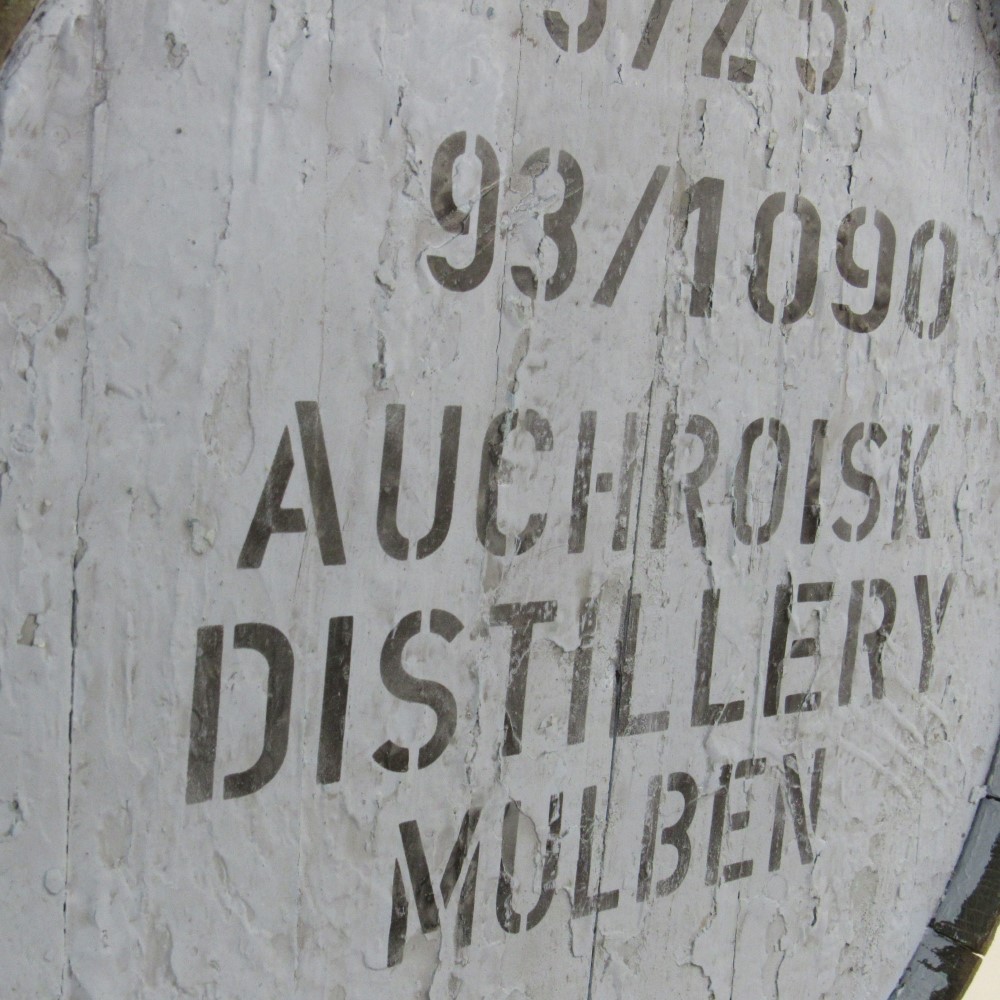 93/1090
AUCHROISK
DISTILLERY
MULBEN